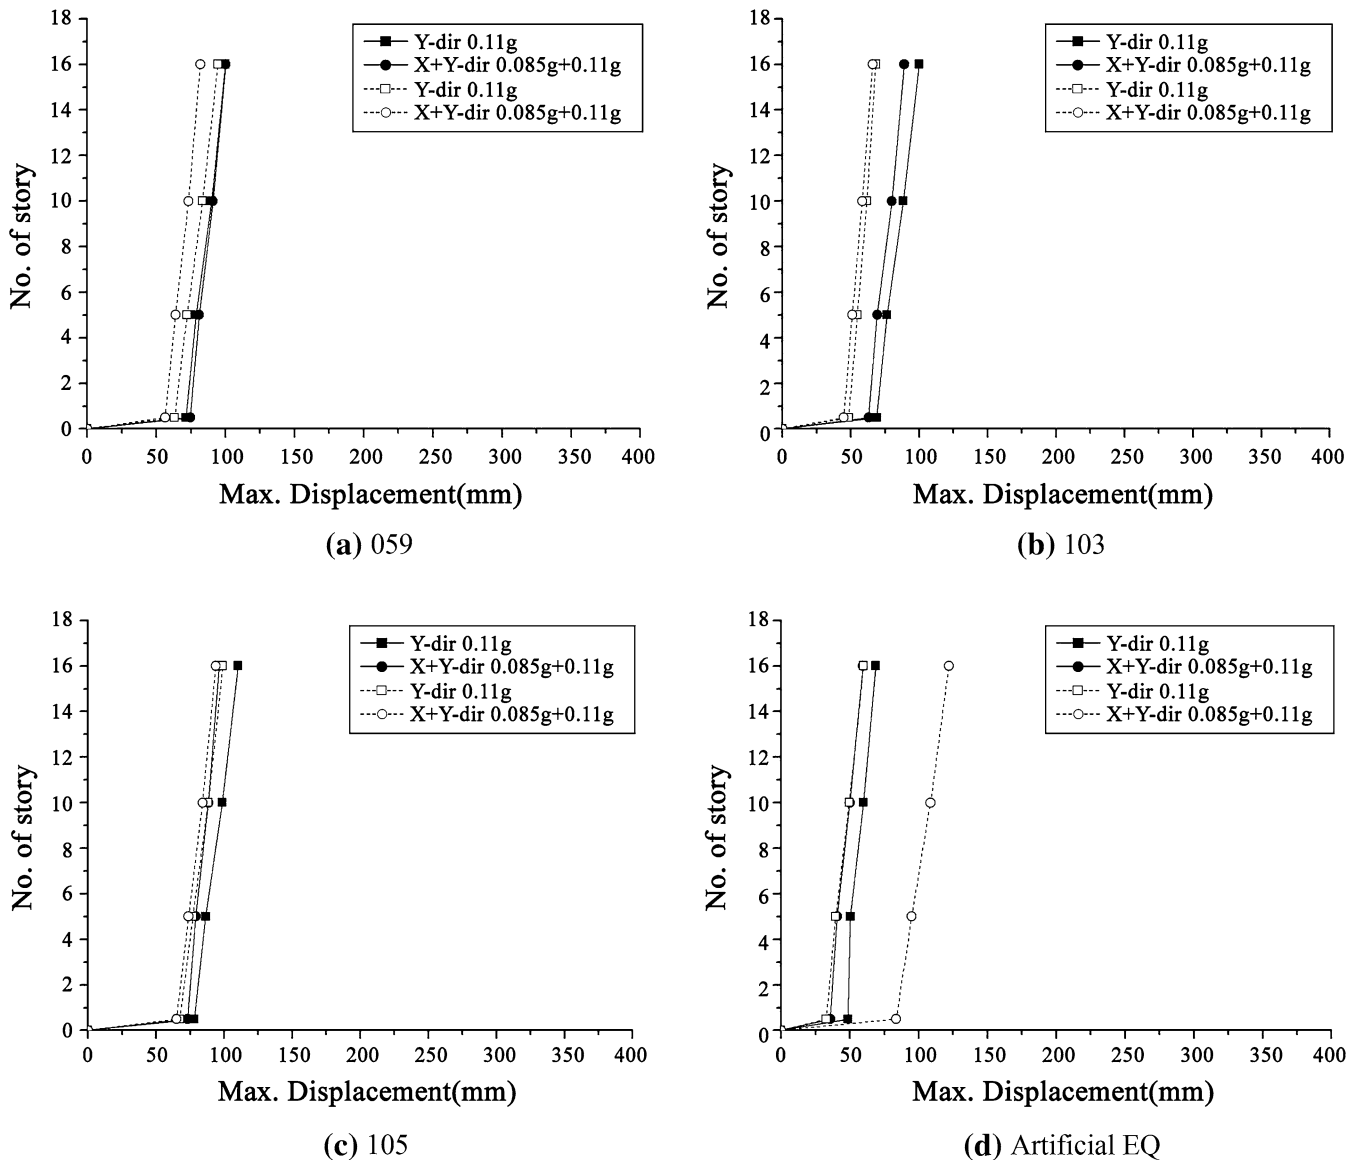 18
16
14
12
10
8
6
4
2
0
No. of story
Y-dir 0.11g
X+Y-dir 0.085g+0.11g
Y-dir 0.11g
X+Y-dir 0.085g+0.11g
0 50 100 150 200 250 300 350 400
Max. Displacement(mm)
(a) 059
18
16
14
12
10
8
6
4
2
0
No. of story
Y-dir 0.11g
X+Y-dir 0.085g+0.11g
Y-dir 0.11g
X+Y-dir 0.085g+0.11g
0 50 100 150 200 250 300 350 400
Max. Displacement(mm)
(b) 103
18
16
14
12
10
8
6
4
2
0
No. of story
Y-dir 0.11g
X+Y-dir 0.085g+0.11g
Y-dir 0.11g
X+Y-dir 0.085g+0.11g
0 50 100 150 200 250 300 350 400
Max. Displacement(mm)
(c) 105
18
16
14
12
10
8
6
4
2
0
No. of story
Y-dir 0.11g
X+Y-dir 0.085g+0.11g
Y-dir 0.11g
X+Y-dir 0.085g+0.11g
0 50 100 150 200 250 300 350 400
Max. Displacement(mm)
(d) Artificial EQ